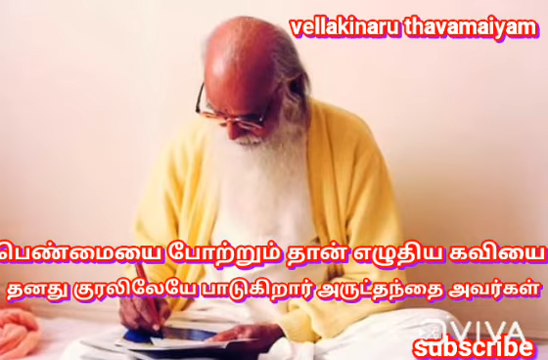 vellakinaru thavamaiyam
பெண்மையை போற்றும் தான் எழுதிய கவியை
தனது குரலிலேயே பாடுகிறார் அருட்தந்தை அவர்கள்
VIVA
subscribe